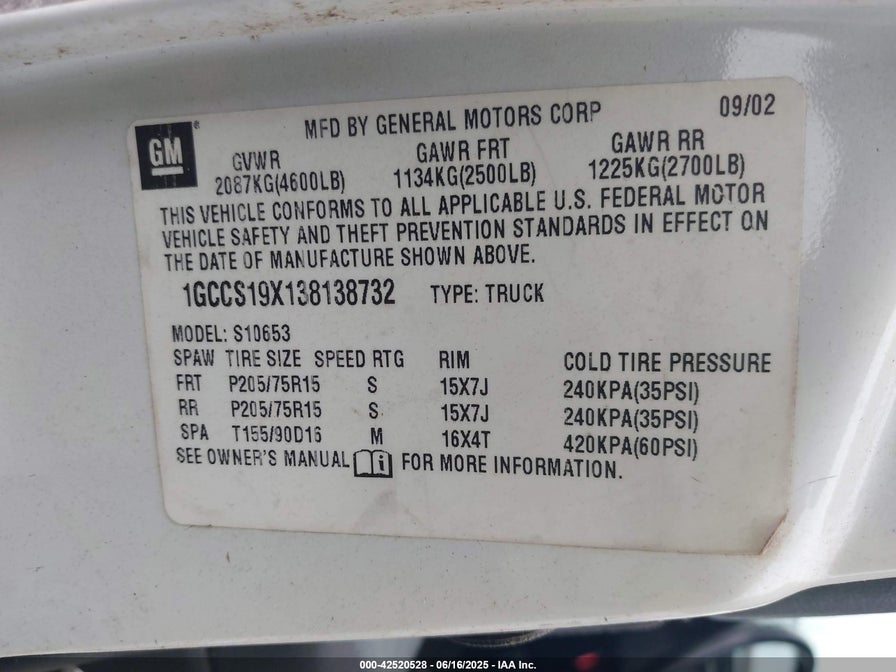 MFD BY GENERAL MOTORS CORP 09/02
GM®
GVWR GAWR FRT GAWR RR
2087KG(4600LB) 1134KG(2500LB) 1225KG(2700LB)
THIS VEHICLE CONFORMS TO ALL APPLICABLE U.S. FEDERAL MOTOR
VEHICLE SAFETY AND THEFT PREVENTION STANDARDS IN EFFECT ON
THE DATE OF MANUFACTURE SHOWN ABOVE.
1GCCS19X138138732 TYPE: TRUCK
MODEL: S10653
SPAW TIRE SIZE SPEED RTG RIM COLD TIRE PRESSURE
FRT P205/75R15 S 15X7J 240KPA(35PSI)
RR P205/75R15 S 15X7J 240KPA(35PSI)
SPA T155/90D16 M 16X4T 420KPA(60PSI)
SEE OWNER'S MANUAL i FOR MORE INFORMATION.
000-42520528 - 06/16/2025 - IAA Inc.